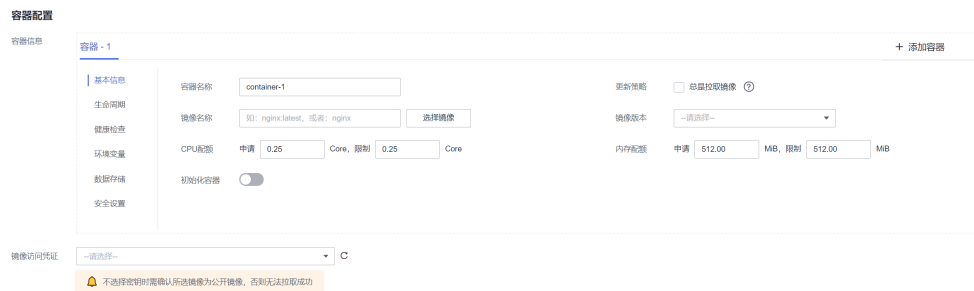 容器配置
容器信息
容器 - 1
+ 添加容器
基本信息
生命周期
健康检查
环境变量
数据存储
安全设置
容器名称 container-1
更新策略 总是拉取镜像 ?
镜像名称 如：nginx:latest，或者：nginx 选择镜像
镜像版本 --请选择--
CPU配额 申请 0.25 Core，限制 0.25 Core
内存配额 申请 512.00 MiB，限制 512.00 MiB
初始化容器
镜像访问凭证 --请选择--
不选择密钥时需确认所选镜像为公开镜像，否则无法拉取成功